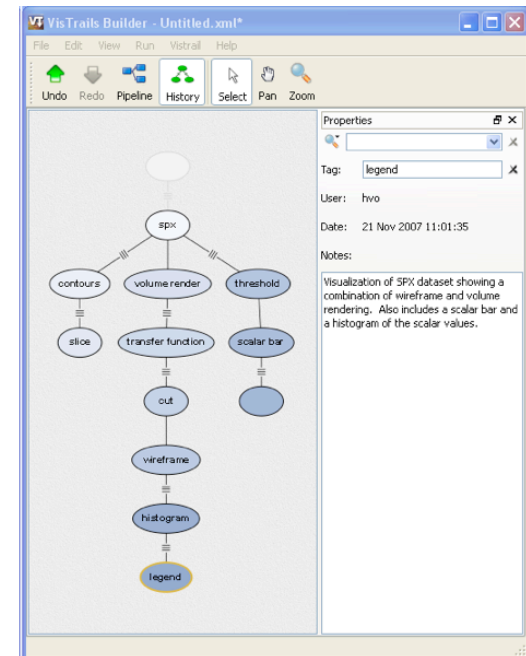 VT VisTrails Builder - Untitled.xml*
File Edit View Run Vistrail Help
Undo Redo Pipeline History Select Pan Zoom
Properties
Tag: legend
User: hvo
Date: 21 Nov 2007 11:01:35
Notes:
Visualization of SPX dataset showing a
combination of wireframe and volume
rendering. Also includes a scalar bar and
a histogram of the scalar values.
spx
contours volume render threshold
slice transfer function scalar bar
cut
wireframe
histogram
legend